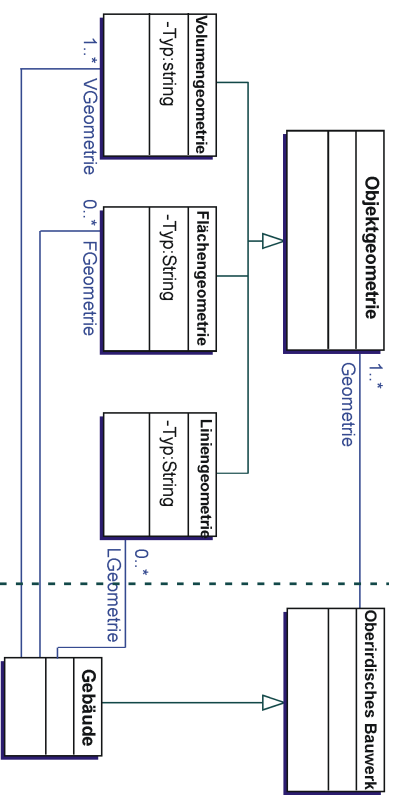 Objektgeometrie
1..*
Geometrie
Oberirdisches Bauwerk
Volumengeometrie
-Typ:string
1..*
VGeometrie
Flächengeometrie
-Typ:String
0..*
FGeometrie
Liniengeometrie
-Typ:String
0..*
LGeometrie
Gebäude